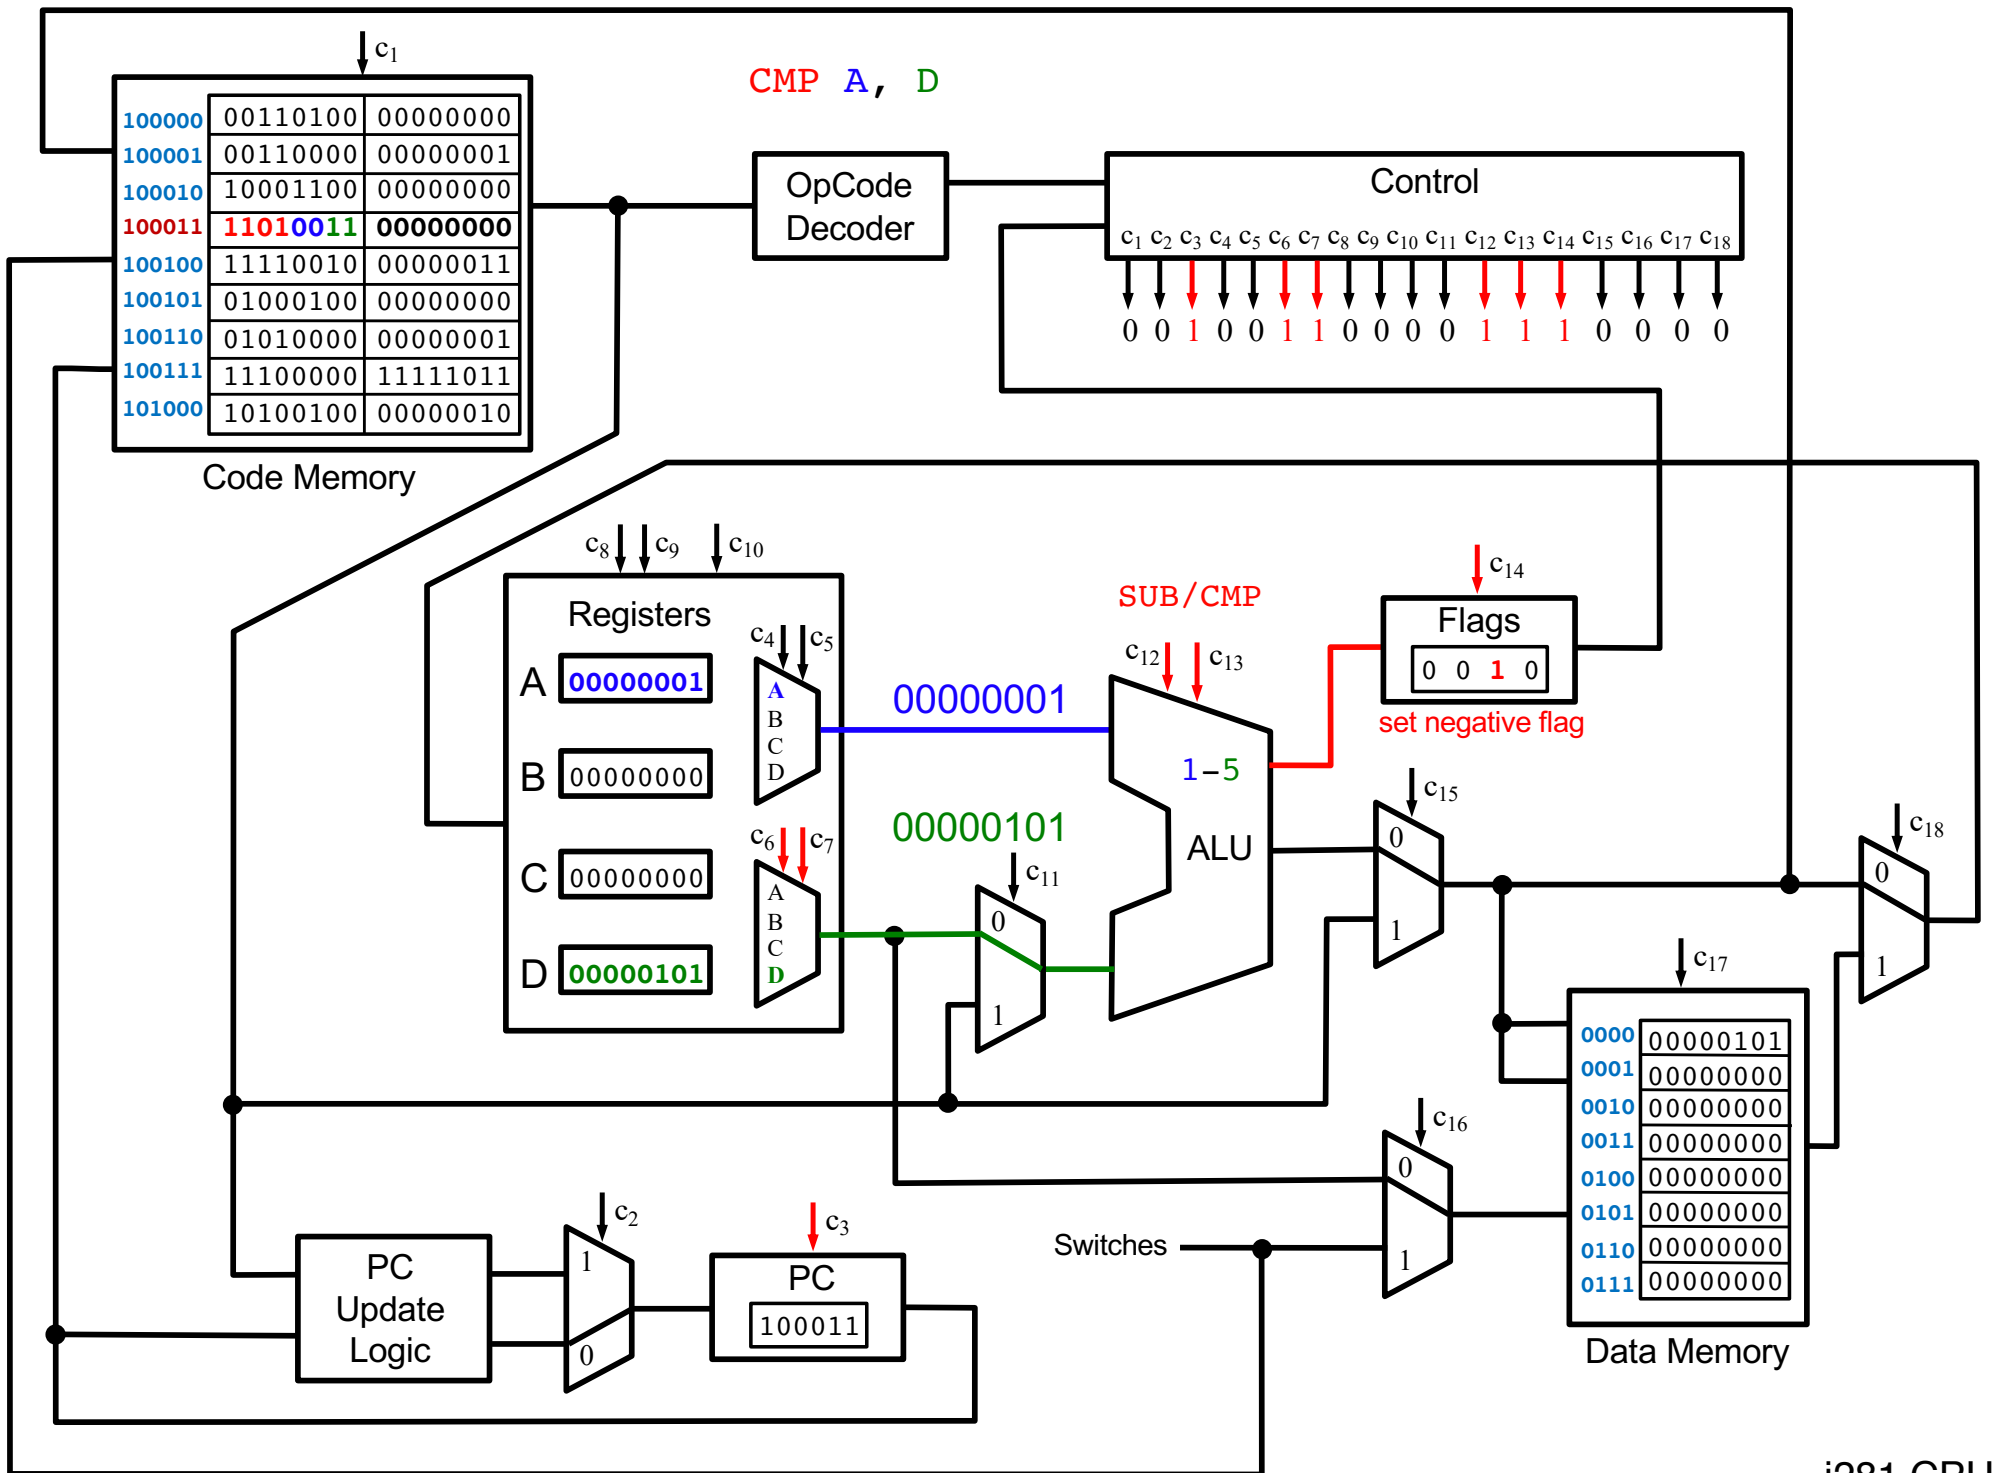 c1
CMP A, D
100000 00110100 00000000
100001 00110000 00000001
100010 10001100 00000000
100011 11010011 00000000
100100 11110010 00000011
100101 01000100 00000000
100110 01010000 00000001
100111 11100000 11111011
101000 10100100 00000010
Code Memory
OpCode
Decoder
Control
c1 c2 c3 c4 c5 c6 c7 c8 c9 c10 c11 c12 c13 c14 c15 c16 c17 c18
0 0 1 0 0 1 1 0 0 0 0 1 1 1 0 0 0 0
c8 c9 c10
Registers
c4 c5
A 00000001
B 00000000
C 00000000
D 00000101
A
B
C
D
c6 c7
A
B
C
D
00000001
00000101
c11
0
1
SUB/CMP
c12 c13
1–5
ALU
c14
Flags
0 0 1 0
set negative flag
c15
0
1
c18
0
1
c17
0000 00000101
0001 00000000
0010 00000000
0011 00000000
0100 00000000
0101 00000000
0110 00000000
0111 00000000
Data Memory
c16
0
1
Switches
PC
Update
Logic
c2
1
0
c3
PC
100011